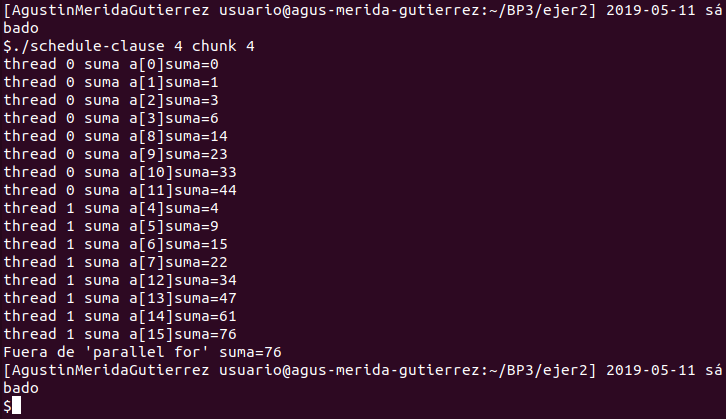 [AgustinMeridaGutierrez usuario@agus-merida-gutierrez:~/BP3/ejer2] 2019-05-11 sá
bado
$./schedule-clause 4 chunk 4
thread 0 suma a[0]suma=0
thread 0 suma a[1]suma=1
thread 0 suma a[2]suma=3
thread 0 suma a[3]suma=6
thread 0 suma a[8]suma=14
thread 0 suma a[9]suma=23
thread 0 suma a[10]suma=33
thread 0 suma a[11]suma=44
thread 1 suma a[4]suma=4
thread 1 suma a[5]suma=9
thread 1 suma a[6]suma=15
thread 1 suma a[7]suma=22
thread 1 suma a[12]suma=34
thread 1 suma a[13]suma=47
thread 1 suma a[14]suma=61
thread 1 suma a[15]suma=76
Fuera de 'parallel for' suma=76
[AgustinMeridaGutierrez usuario@agus-merida-gutierrez:~/BP3/ejer2] 2019-05-11 sá
bado
$